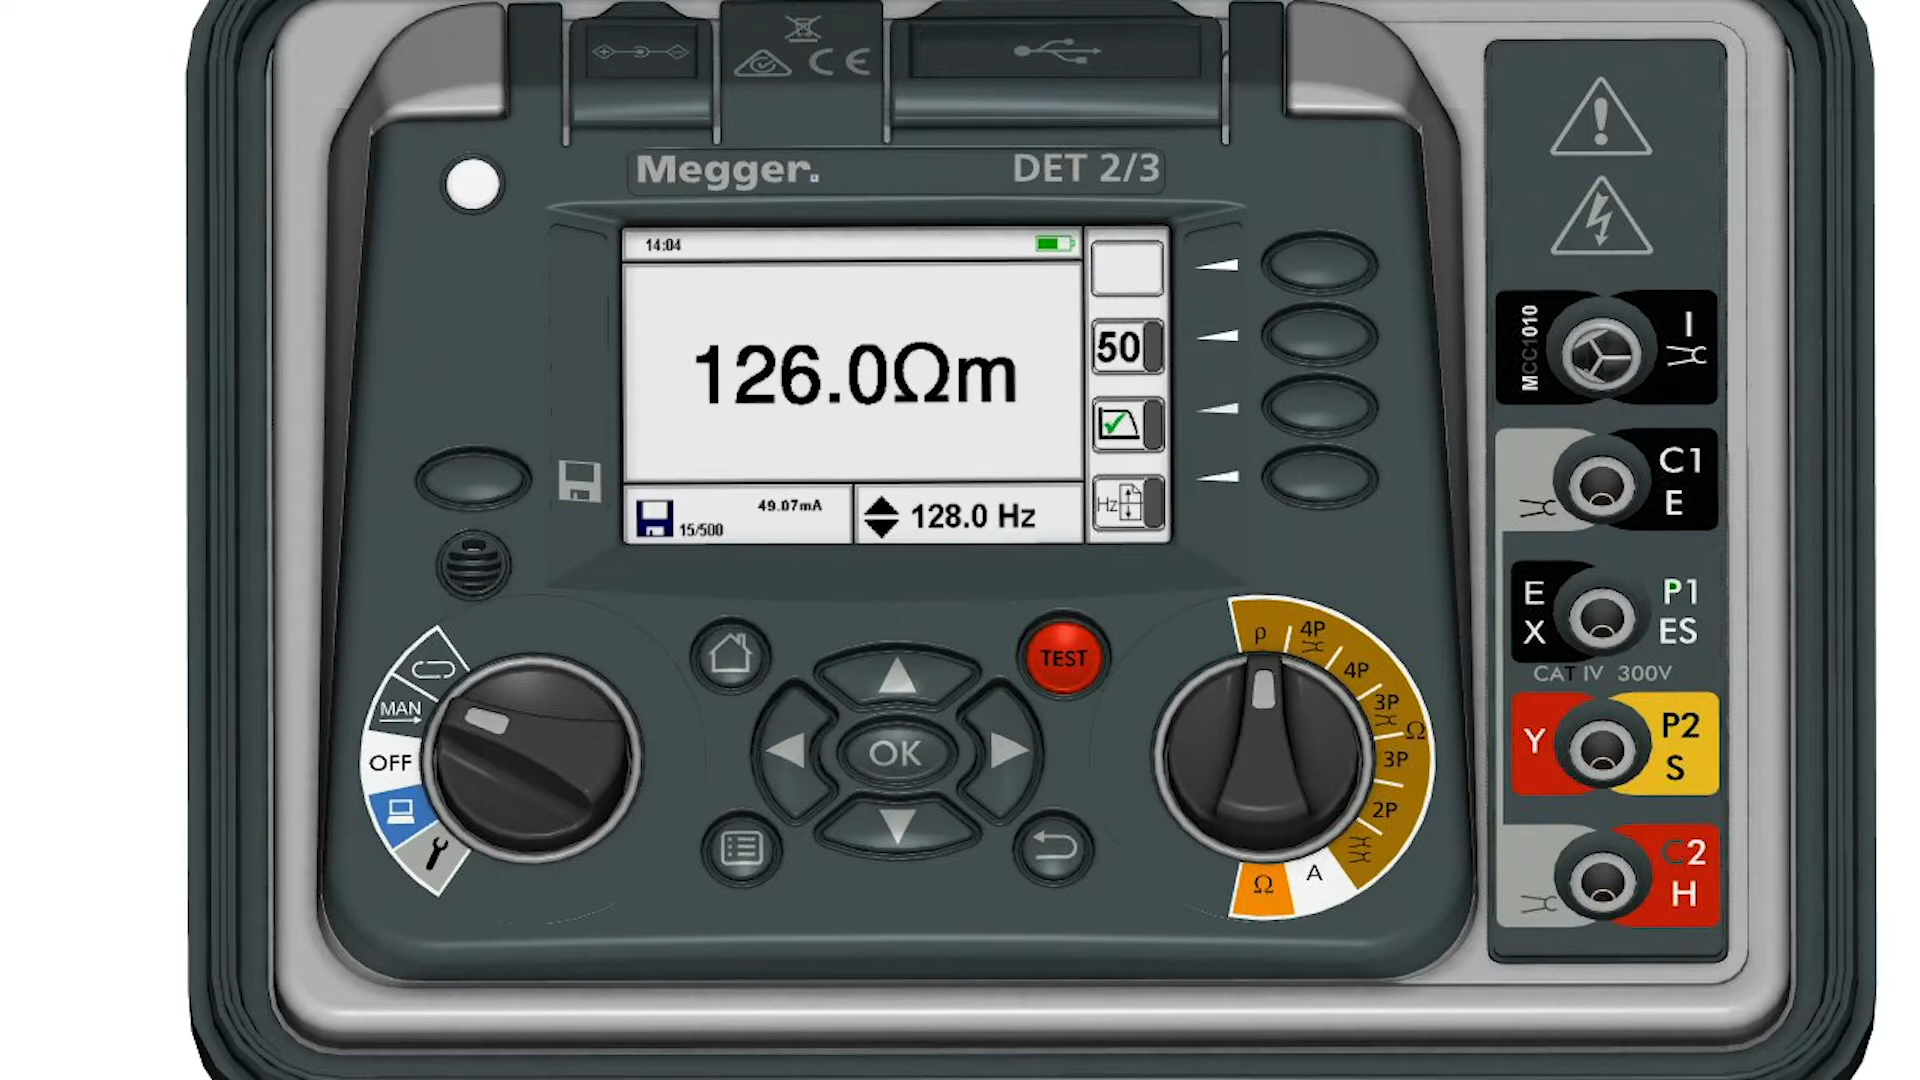 CE
Megger.
DET 2/3
14:04
126.0Ωm
50
Hz
49.07mA
15/500
128.0 Hz
MAN
OFF
TEST
OK
ρ
4P
4P
3P
Ω
3P
2P
A
Ω
MCC1010
I
C1
E
E
X
P1
ES
CAT IV 300V
Y
P2
S
C2
H